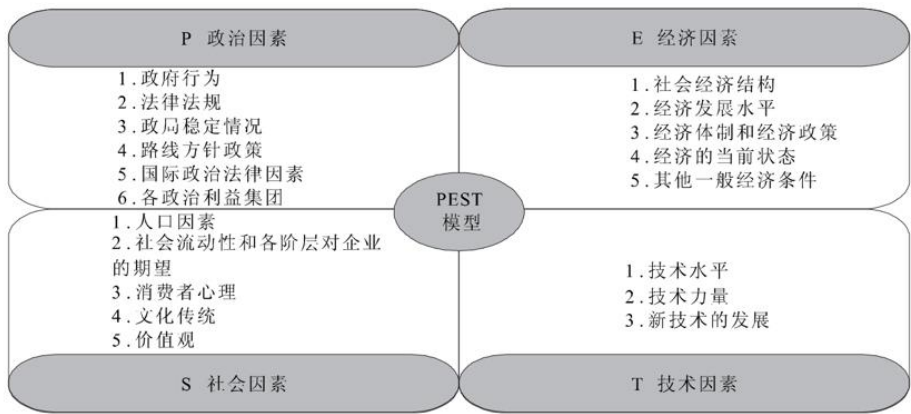 P 政治因素
1.政府行为
2.法律法规
3.政局稳定情况
4.路线方针政策
5.国际政治法律因素
6.各政治利益集团
E 经济因素
1.社会经济结构
2.经济发展水平
3.经济体制和经济政策
4.经济的当前状态
5.其他一般经济条件
PEST
模型
1.人口因素
2.社会流动性和各阶层对企业
的期望
3.消费者心理
4.文化传统
5.价值观
S 社会因素
1.技术水平
2.技术力量
3.新技术的发展
T 技术因素